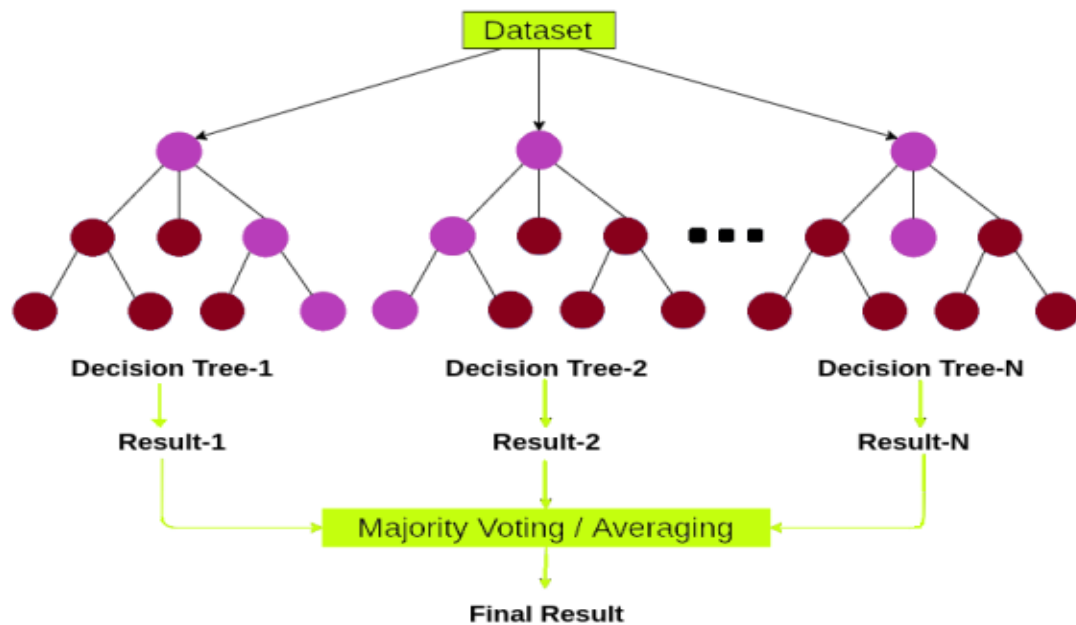 Dataset
Decision Tree-1
Decision Tree-2
Decision Tree-N
Result-1
Result-2
Result-N
Majority Voting / Averaging
Final Result